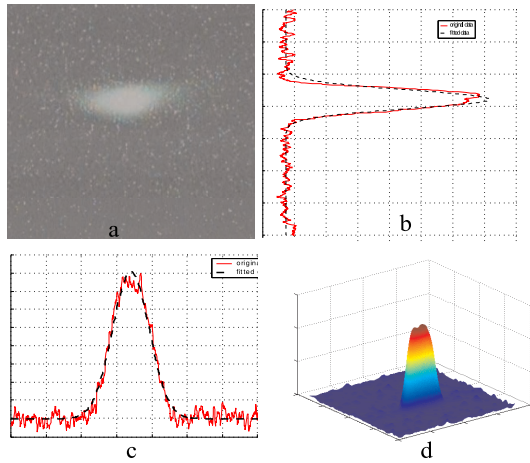 original data
fitted data
a
b
original
fitted
c
d